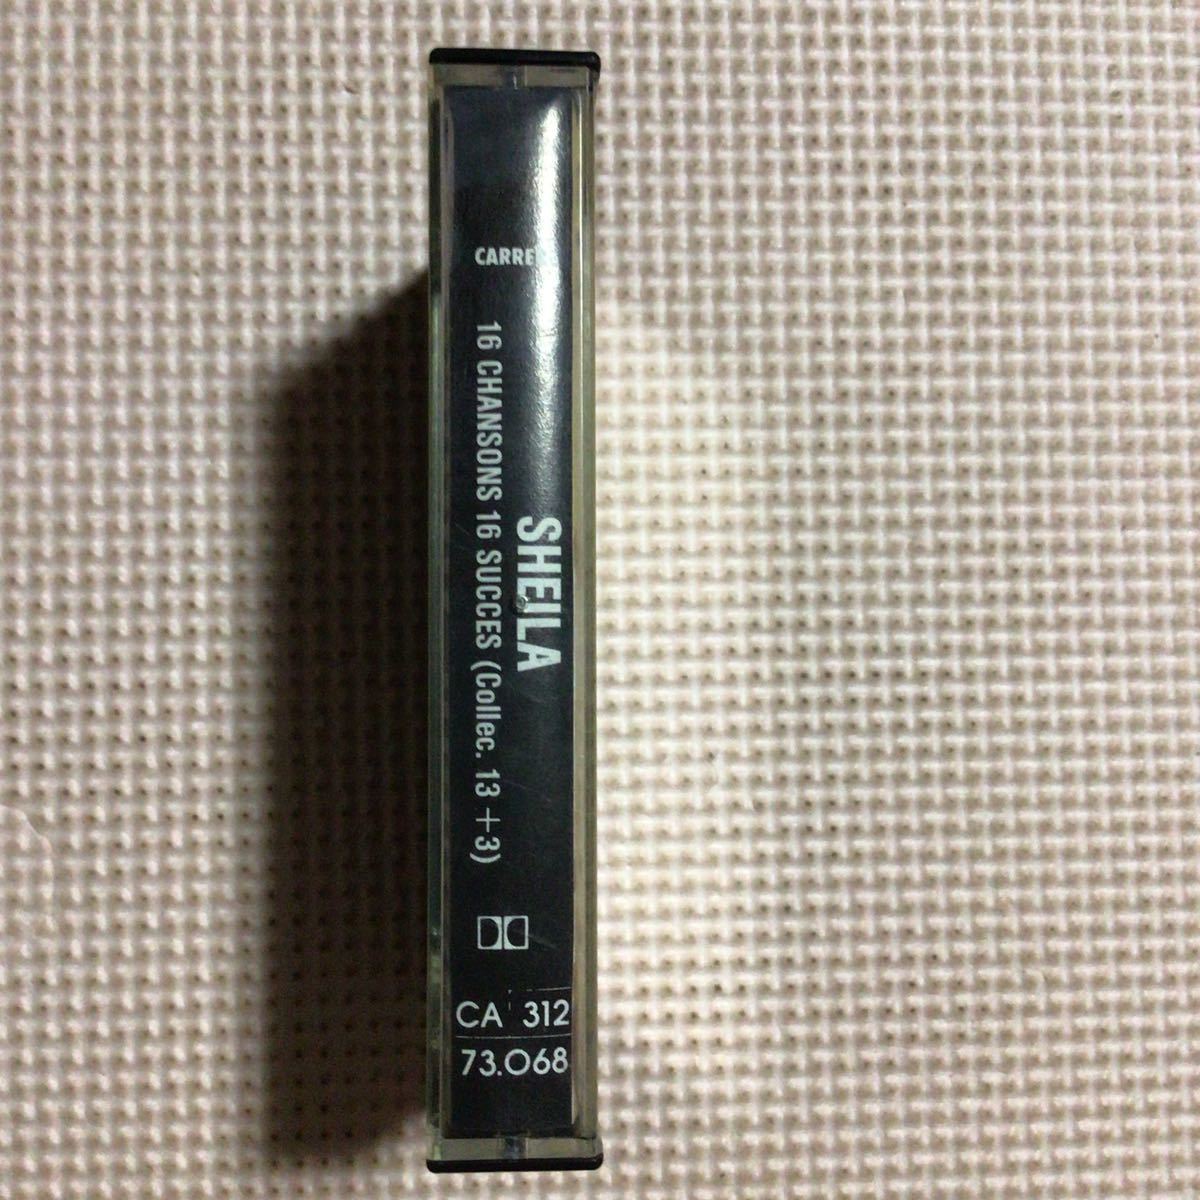 CARRE
SHEILA
16 CHANSONS 16 SUCCES (Collec. 13+3)
CA 312
73.068